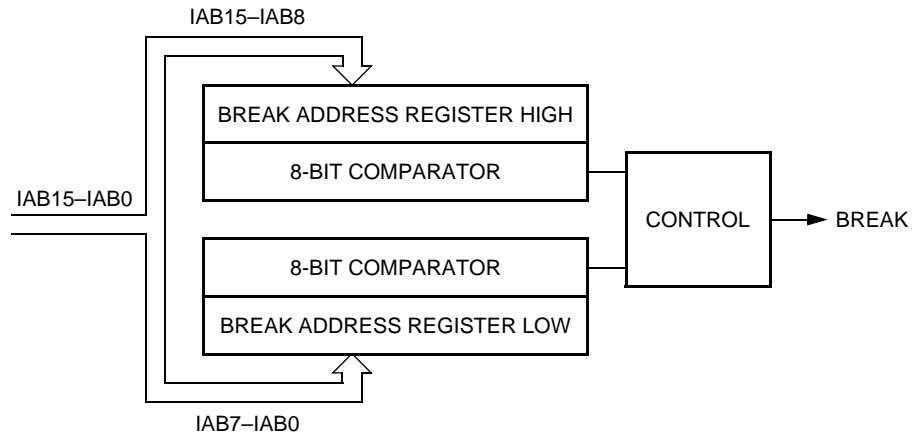 IAB15–IAB8
BREAK ADDRESS REGISTER HIGH
8-BIT COMPARATOR
IAB15–IAB0
CONTROL
BREAK
8-BIT COMPARATOR
BREAK ADDRESS REGISTER LOW
IAB7–IAB0